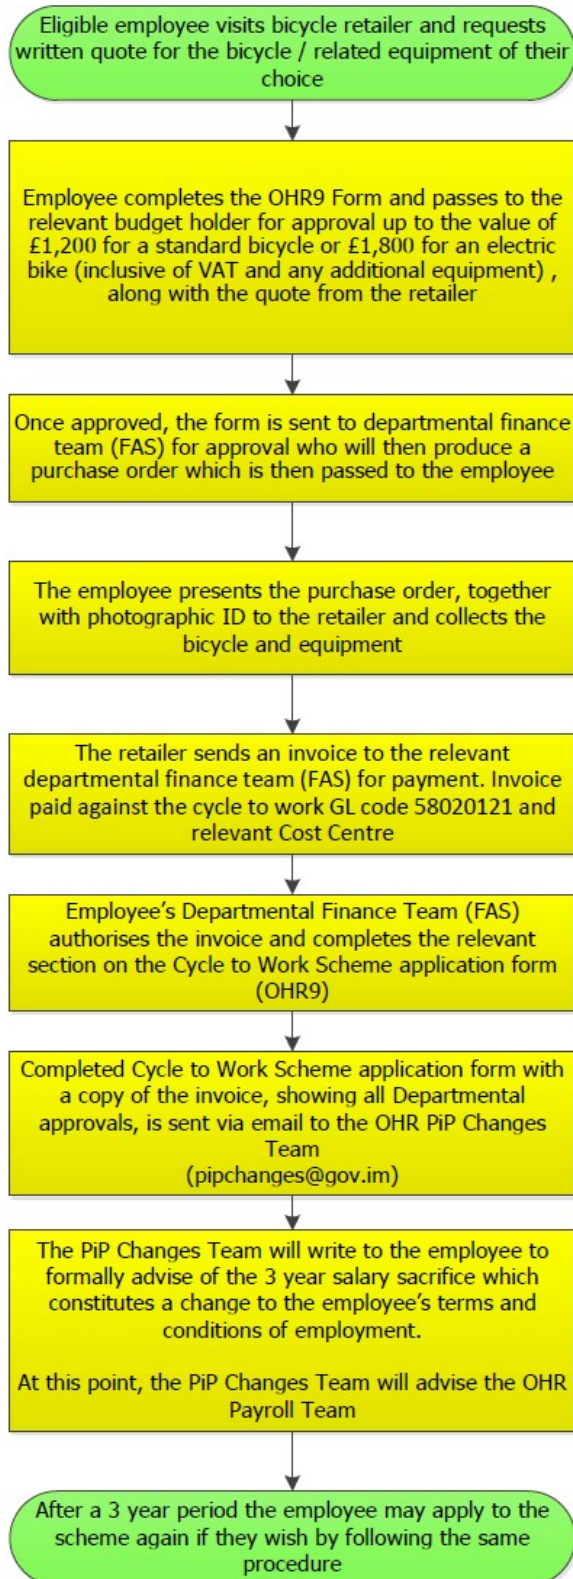 Eligible employee visits bicycle retailer and requests
written quote for the bicycle / related equipment of their
choice
Employee completes the OHR9 Form and passes to the
relevant budget holder for approval up to the value of
£1,200 for a standard bicycle or £1,800 for an electric
bike (inclusive of VAT and any additional equipment) ,
along with the quote from the retailer
Once approved, the form is sent to departmental finance
team (FAS) for approval who will then produce a
purchase order which is then passed to the employee
The employee presents the purchase order, together
with photographic ID to the retailer and collects the
bicycle and equipment
The retailer sends an invoice to the relevant
departmental finance team (FAS) for payment. Invoice
paid against the cycle to work GL code 58020121 and
relevant Cost Centre
Employee’s Departmental Finance Team (FAS)
authorises the invoice and completes the relevant
section on the Cycle to Work Scheme application form
(OHR9)
Completed Cycle to Work Scheme application form with
a copy of the invoice, showing all Departmental
approvals, is sent via email to the OHR PiP Changes
Team
(pipchanges@gov.im)
The PiP Changes Team will write to the employee to
formally advise of the 3 year salary sacrifice which
constitutes a change to the employee’s terms and
conditions of employment.
At this point, the PiP Changes Team will advise the OHR
Payroll Team
After a 3 year period the employee may apply to the
scheme again if they wish by following the same
procedure